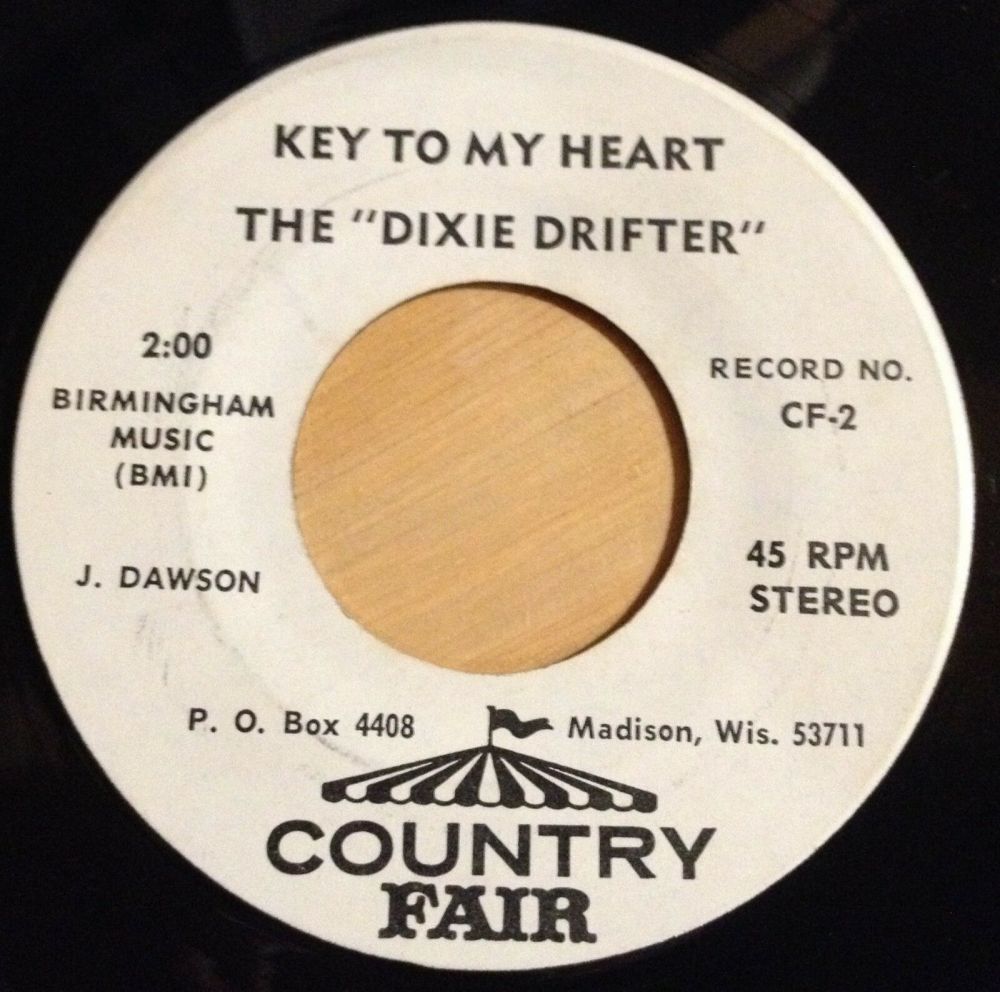 KEY TO MY HEART
THE "DIXIE DRIFTER"
2:00
BIRMINGHAM
MUSIC
(BMI)
J. DAWSON
RECORD NO.
CF-2
45 RPM
STEREO
P. O. Box 4408 Madison, Wis. 53711
COUNTRY
FAIR